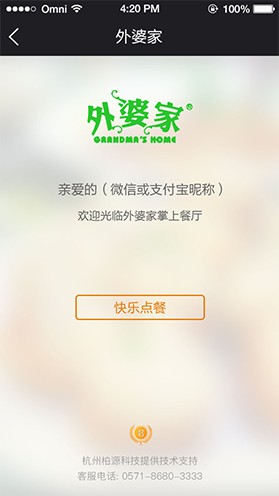 Omni
4:20 PM
100%
外婆家
外婆家®
GRANDMA'S HOME
亲爱的（微信或支付宝昵称）
欢迎光临外婆家掌上餐厅
快乐点餐
杭州柏源科技提供技术支持
客服电话: 0571-8680-3333